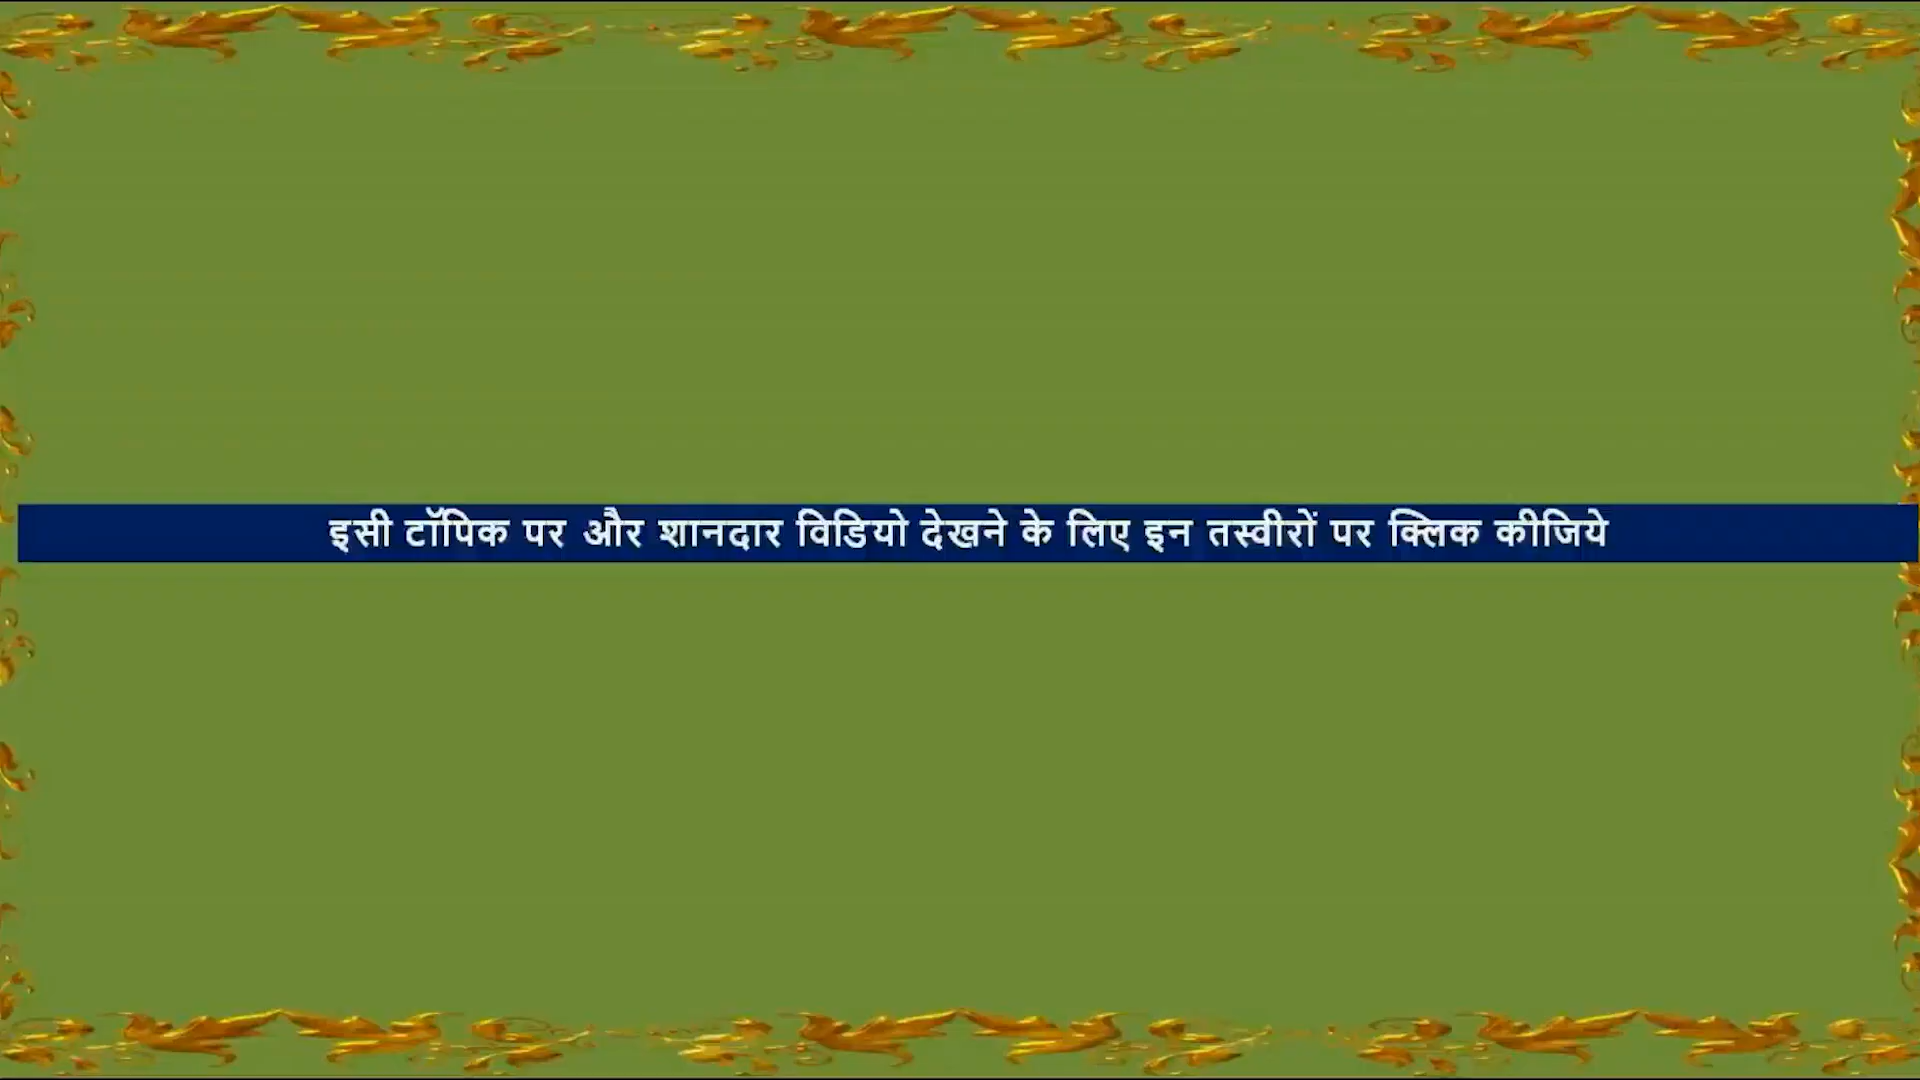 इसी टॉपिक पर और शानदार विडियो देखने के लिए इन तस्वीरों पर क्लिक कीजिये